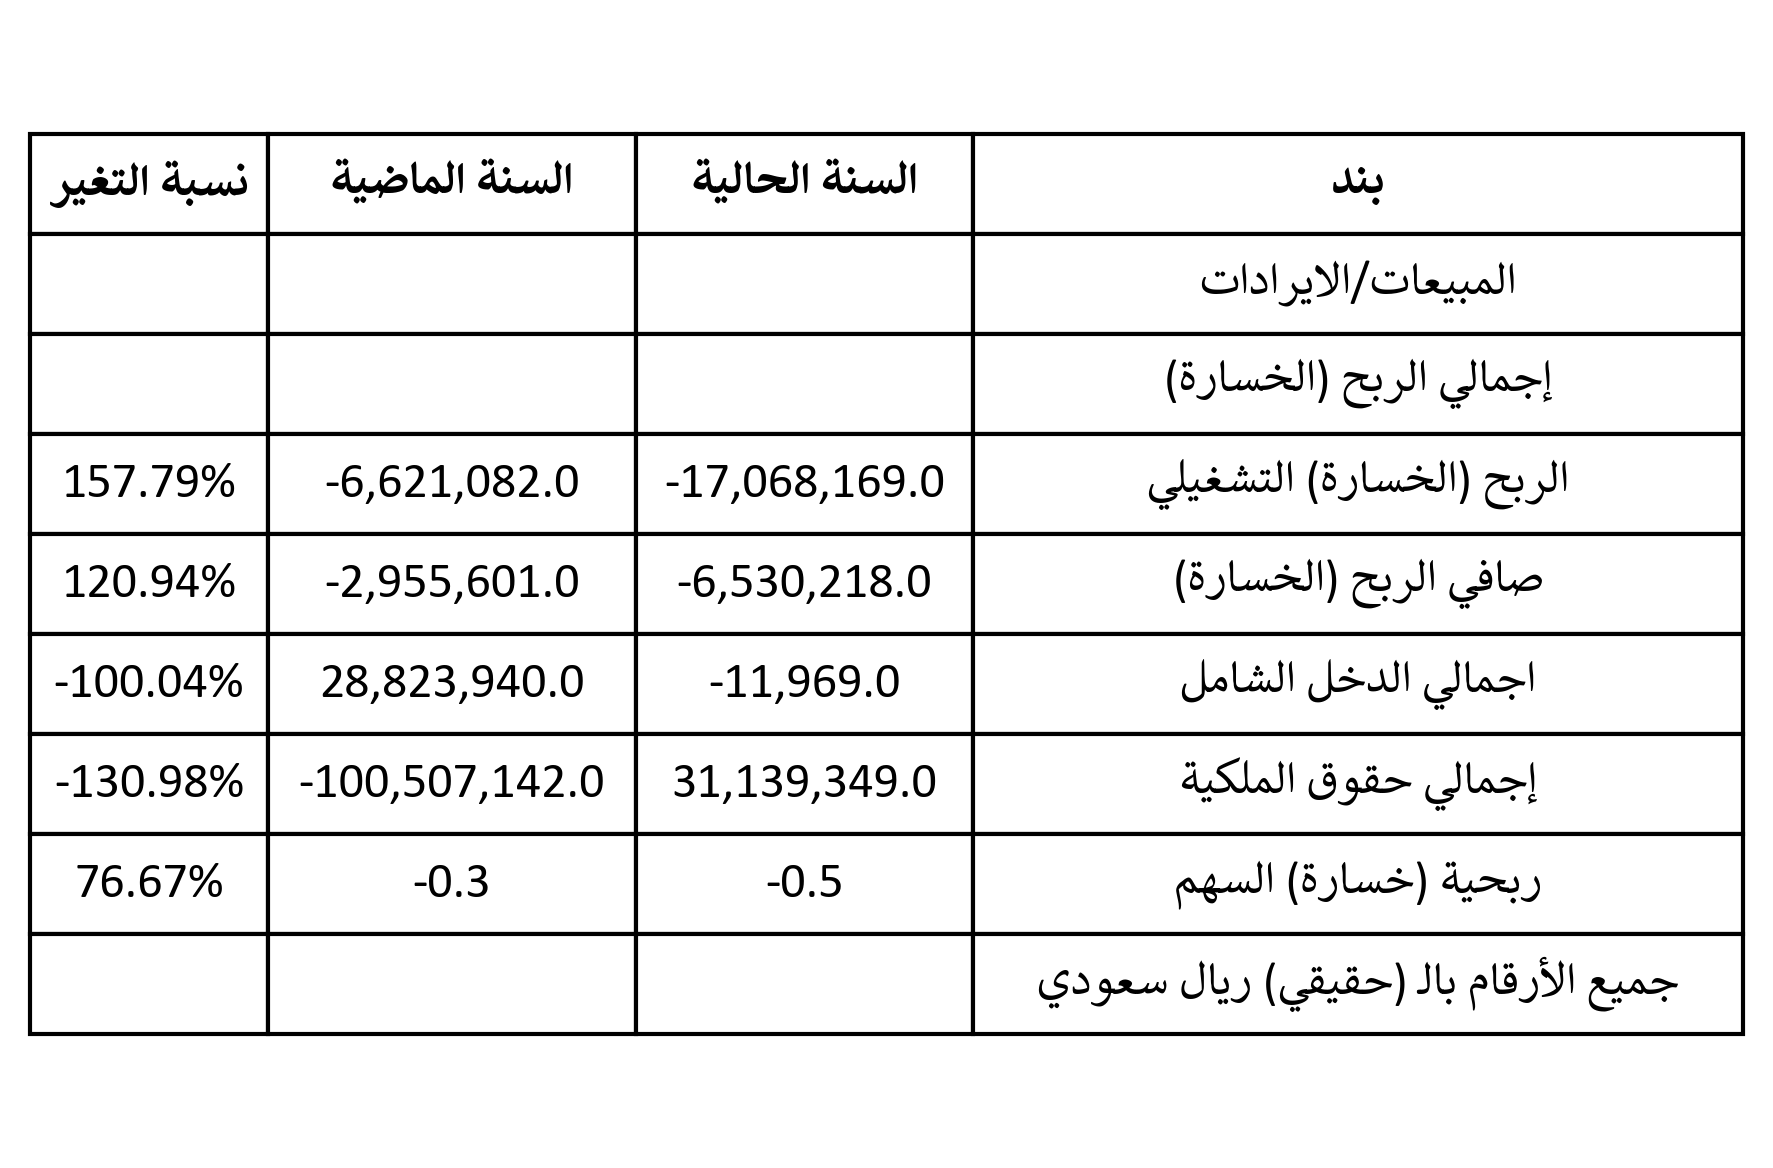 بند السنة الحالية السنة الماضية نسبة التغير
المبيعات/الايرادات
إجمالي الربح (الخسارة)
الربح (الخسارة) التشغيلي -17,068,169.0 -6,621,082.0 157.79%
صافي الربح (الخسارة) -6,530,218.0 -2,955,601.0 120.94%
اجمالي الدخل الشامل -11,969.0 28,823,940.0 -100.04%
إجمالي حقوق الملكية 31,139,349.0 -100,507,142.0 -130.98%
ربحية (خسارة) السهم -0.5 -0.3 76.67%
جميع الأرقام بالـ (حقيقي) ريال سعودي